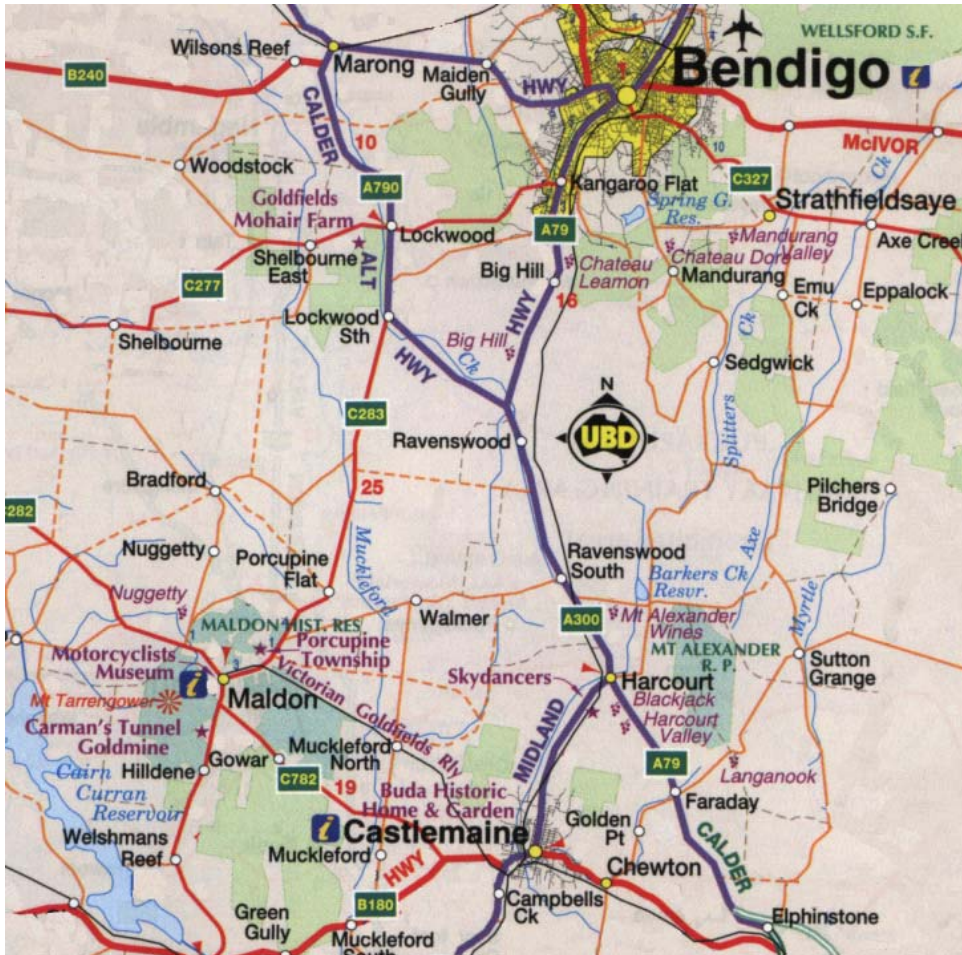 WELLSFORD S.F.
Wilsons Reef
Marong
Maiden
Gully
HWY
Bendigo
i
B240
CALDER
10
10
McIVOR
Woodstock
A790
Kangaroo Flat
C327
Ck
Goldfields
Mohair Farm
Spring G.
Res.
Strathfieldsaye
Lockwood
A79
Mandurang
Valley
Axe Creek
Shelbourne
East
ALT
Big Hill
Chateau
Leamon
Chateau Dore
Mandurang
C277
16
Emu
Ck
Eppalock
Lockwood
Sth
HWY
Shelbourne
Big Hill
Ck
Ck
Sedgwick
HWY
N
UBD
C283
Ravenswood
Splitters
Bradford
25
Pilchers
Bridge
C282
Nuggetty
Porcupine
Flat
Muckleford
Ravenswood
South
Axe
Barkers Ck
Resvr.
Myrtle
Nuggetty
Walmer
A300
Mt Alexander
Wines
MALDON HIST. RES
1
4
1
3
Motorcyclists
Museum
Porcupine
Township
MT ALEXANDER
R. P.
Sutton
Grange
i
Skydancers
Harcourt
Mt Tarrengower
Maldon
Victorian Goldfields Rly
Blackjack
Harcourt
Valley
Carman's Tunnel
Goldmine
Muckleford
North
MIDLAND
Hilldene
Gowar
A79
Langanook
Cairn
Curran
Reservoir
C782
19
Buda Historic
Home & Garden
Faraday
Golden
Pt
Welshmans
Reef
i
Castlemaine
Muckleford
HWY
Chewton
CALDER
B180
Campbells
Ck
Green
Gully
Elphinstone
Muckleford